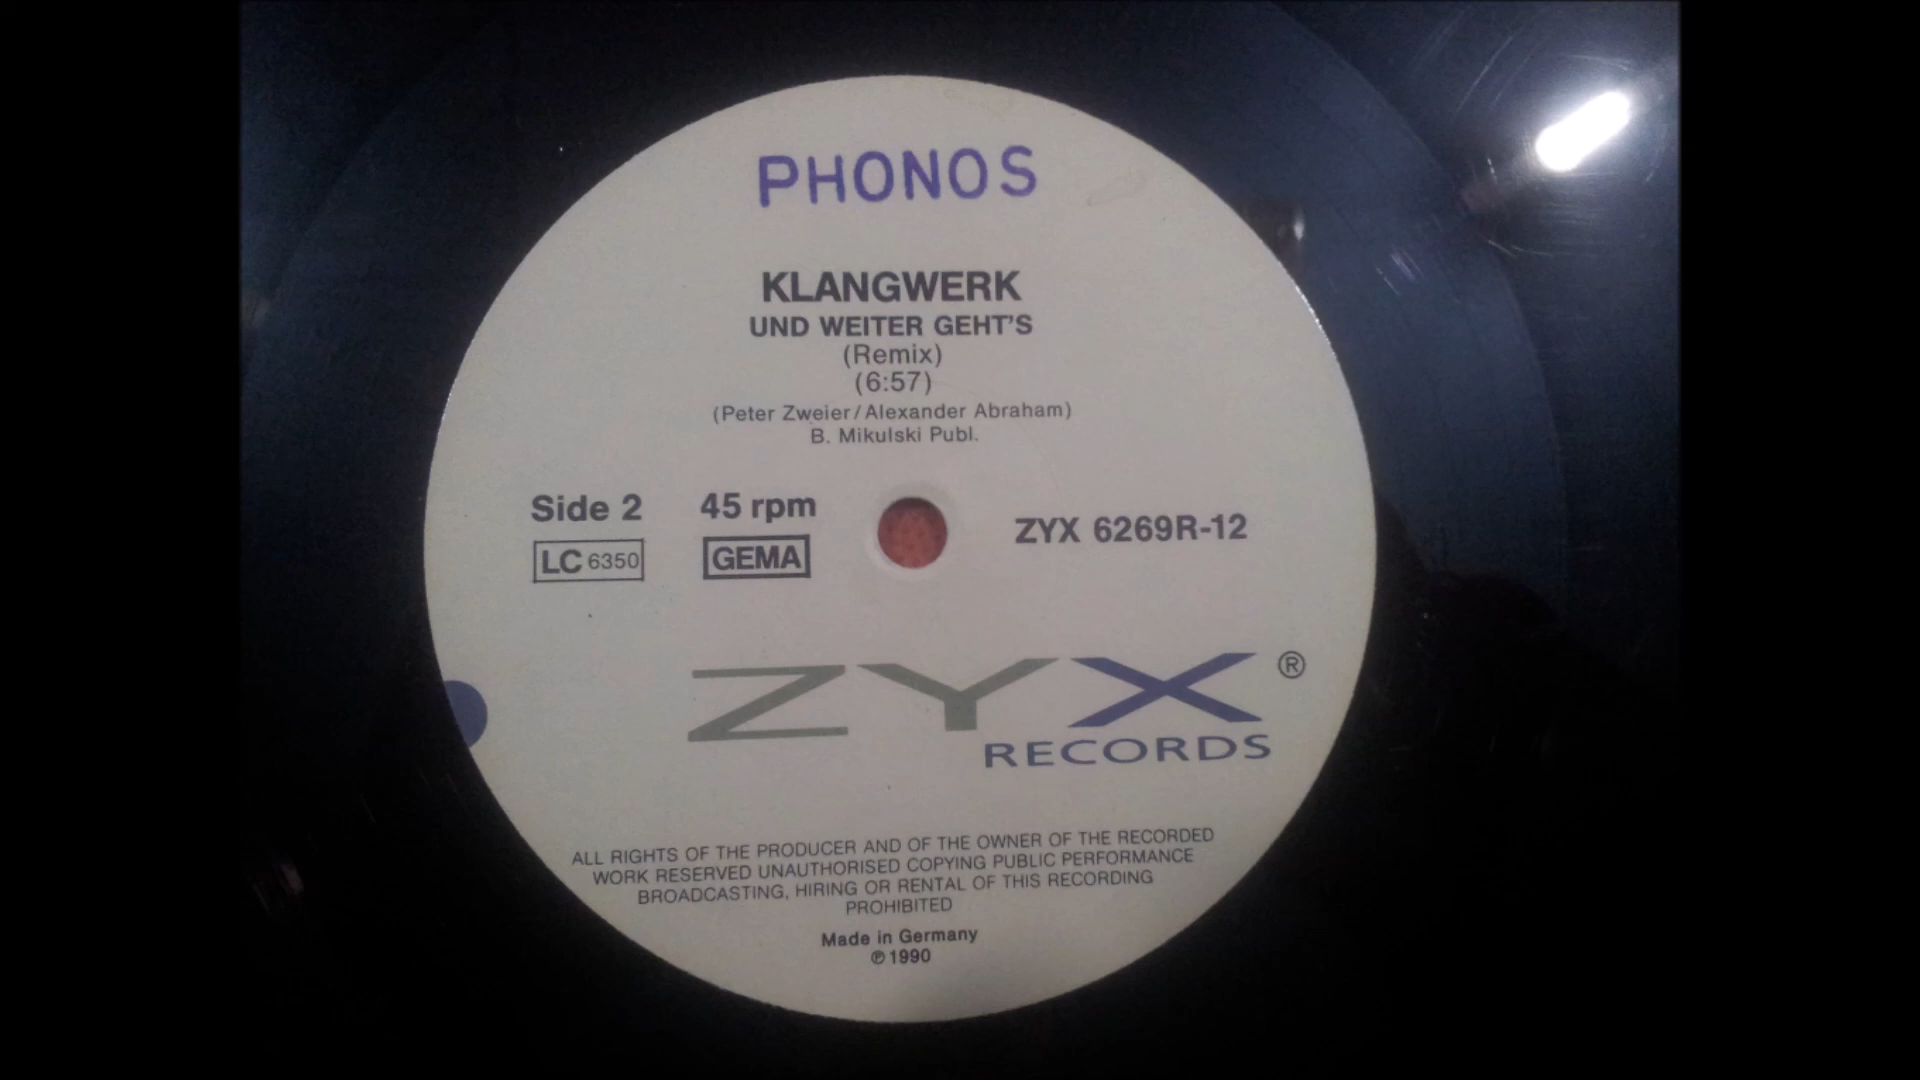 PHONOS
KLANGWERK
UND WEITER GEHT'S
(Remix)
(6:57)
(Peter Zweier/Alexander Abraham)
B. Mikulski Publ.
Side 2 45 rpm ZYX 6269R-12
LC 6350 GEMA
ZYX ®
RECORDS
ALL RIGHTS OF THE PRODUCER AND OF THE OWNER OF THE RECORDED
WORK RESERVED UNAUTHORISED COPYING PUBLIC PERFORMANCE
BROADCASTING, HIRING OR RENTAL OF THIS RECORDING
PROHIBITED
Made in Germany
℗ 1990